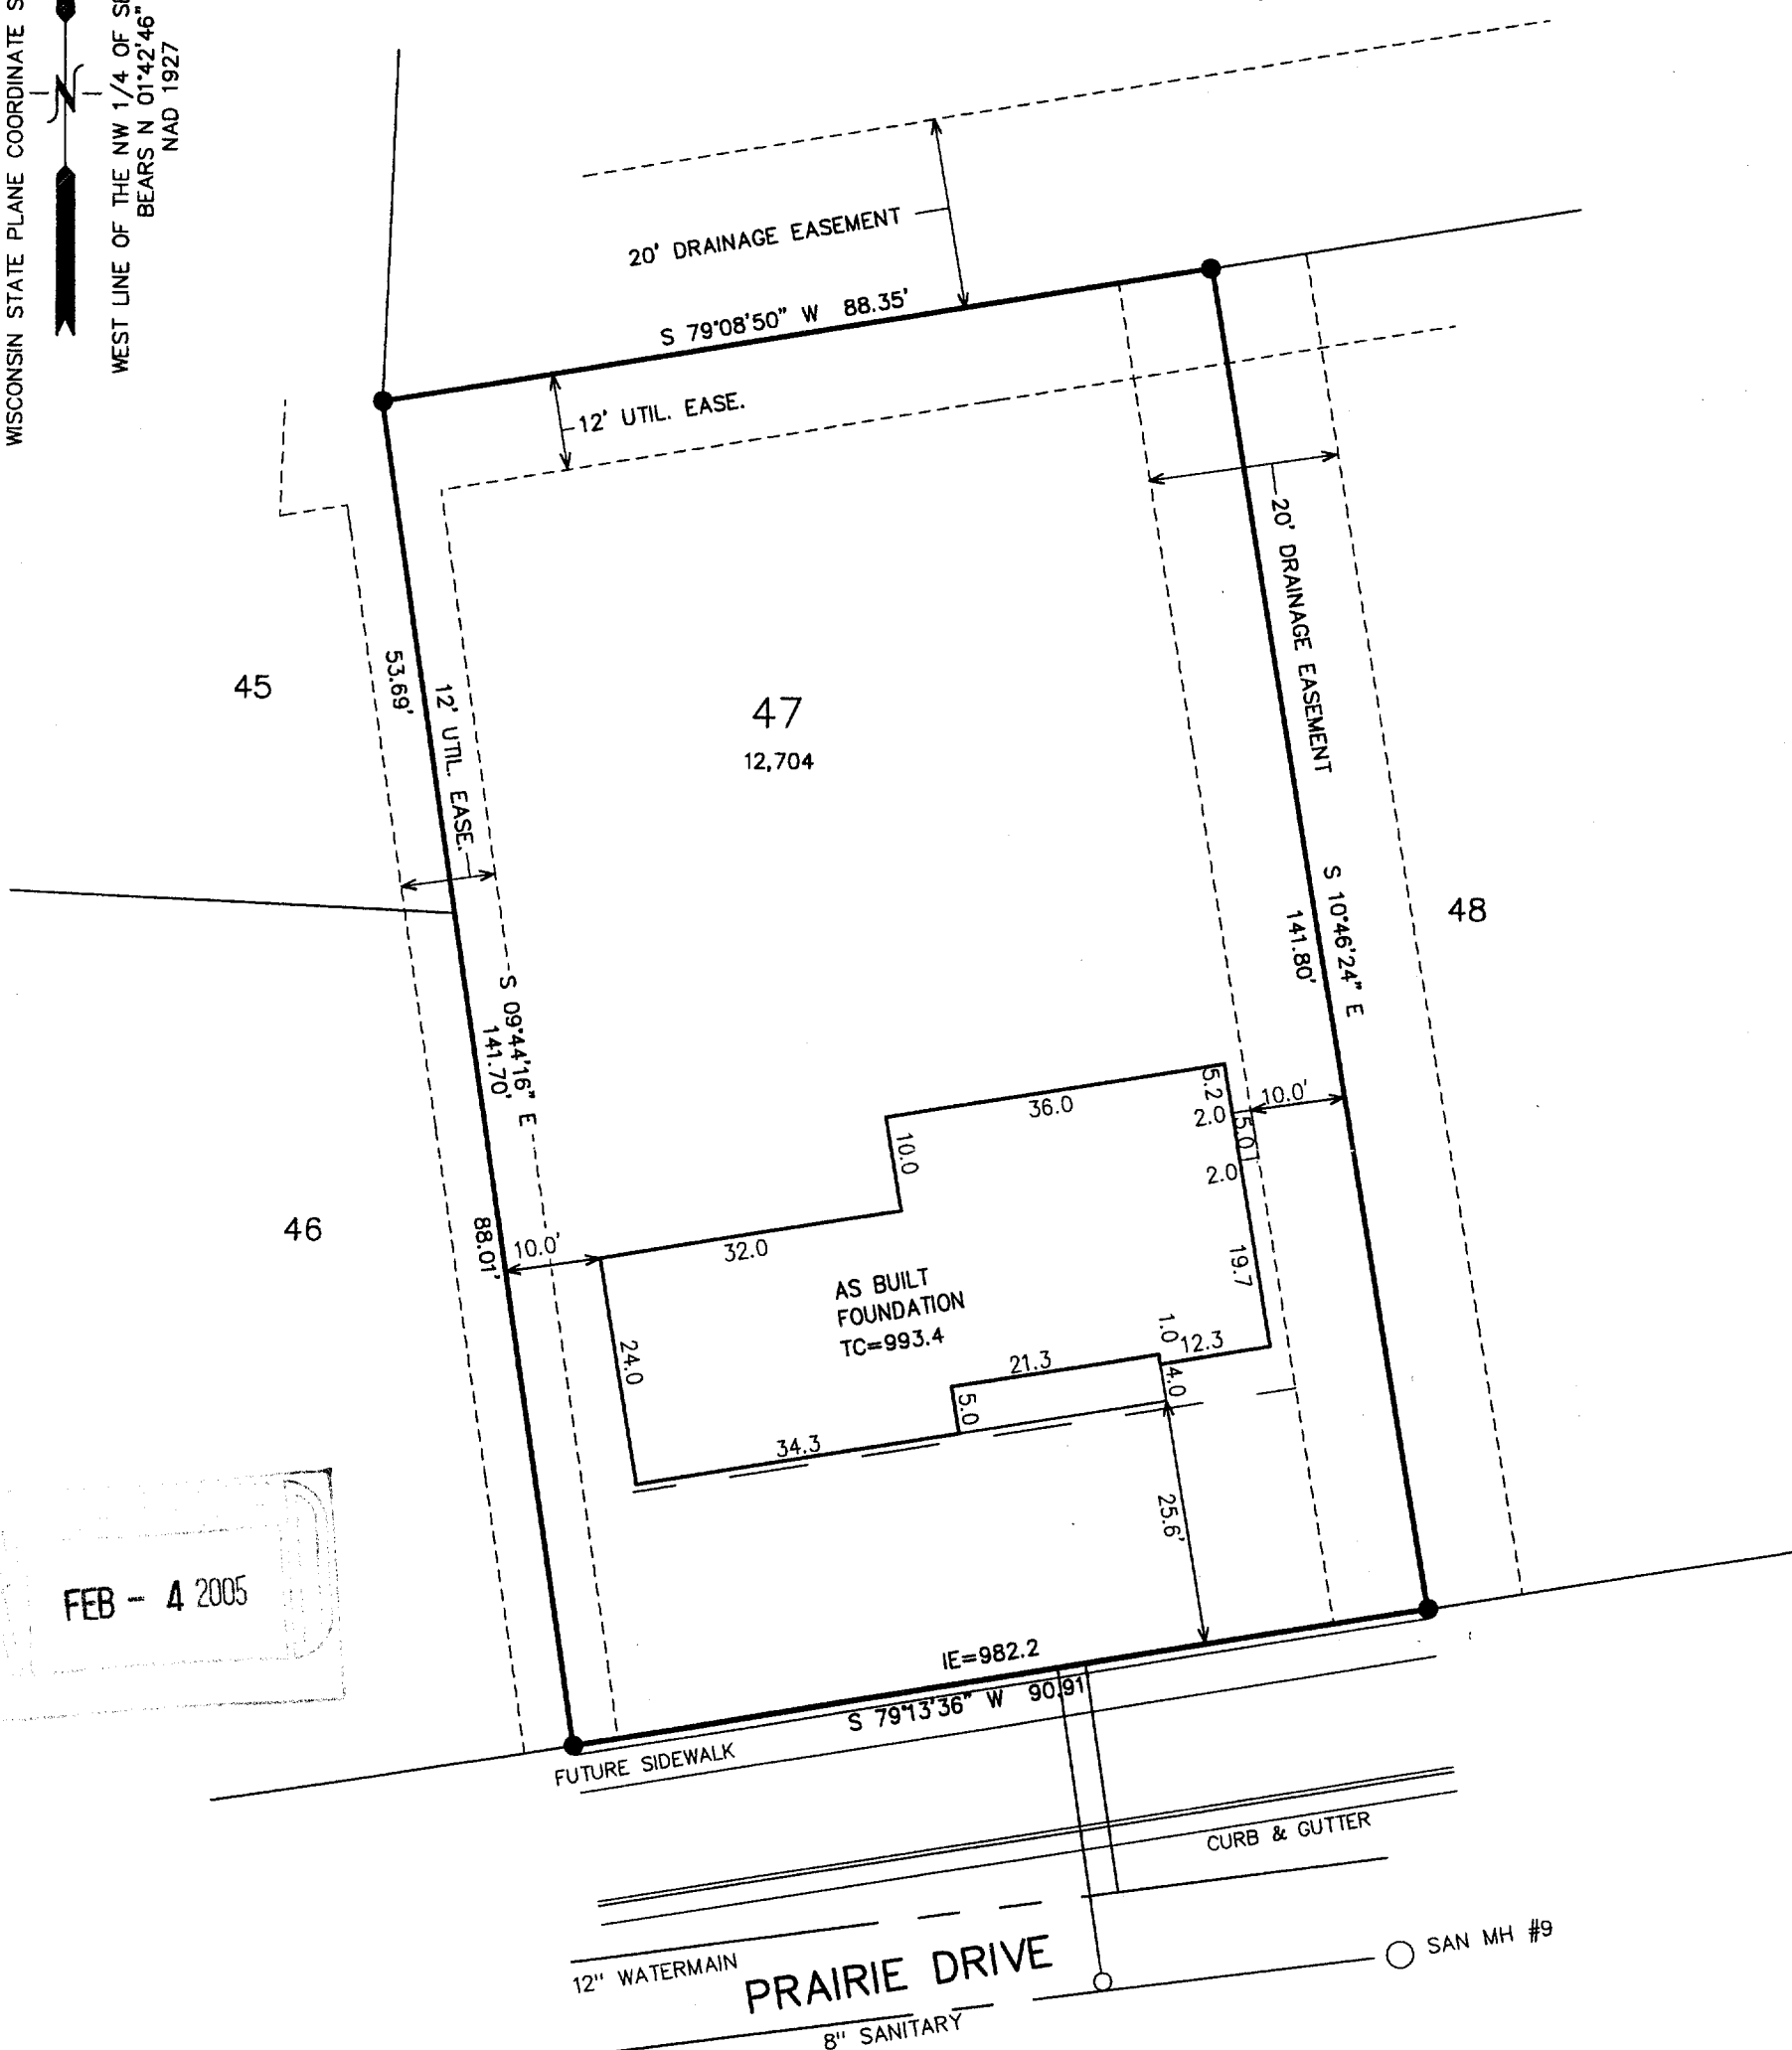 WISCONSIN STATE PLANE COORDINATE
N
WEST LINE OF THE NW 1/4 OF
BEARS N 01°42'46"
NAD 1927
20' DRAINAGE EASEMENT
S 79°08'50" W 88.35'
12' UTIL. EASE.
20' DRAINAGE EASEMENT
45
53.69'
12' UTIL. EASE.
47
12,704
S 10°46'24" E
141.80'
48
S 09°44'16" E
141.70'
46
88.01'
10.0'
32.0
10.0
36.0
5.2
2.0
5.0
2.0
10.0'
19.7
AS BUILT
FOUNDATION
TC=993.4
24.0
21.3
1.0
12.3
4.0
5.0
34.3
25.6'
FEB - 4 2005
IE=982.2
S 79°13'36" W 90.91
FUTURE SIDEWALK
CURB & GUTTER
12" WATERMAIN
PRAIRIE DRIVE
SAN MH #9
8" SANITARY